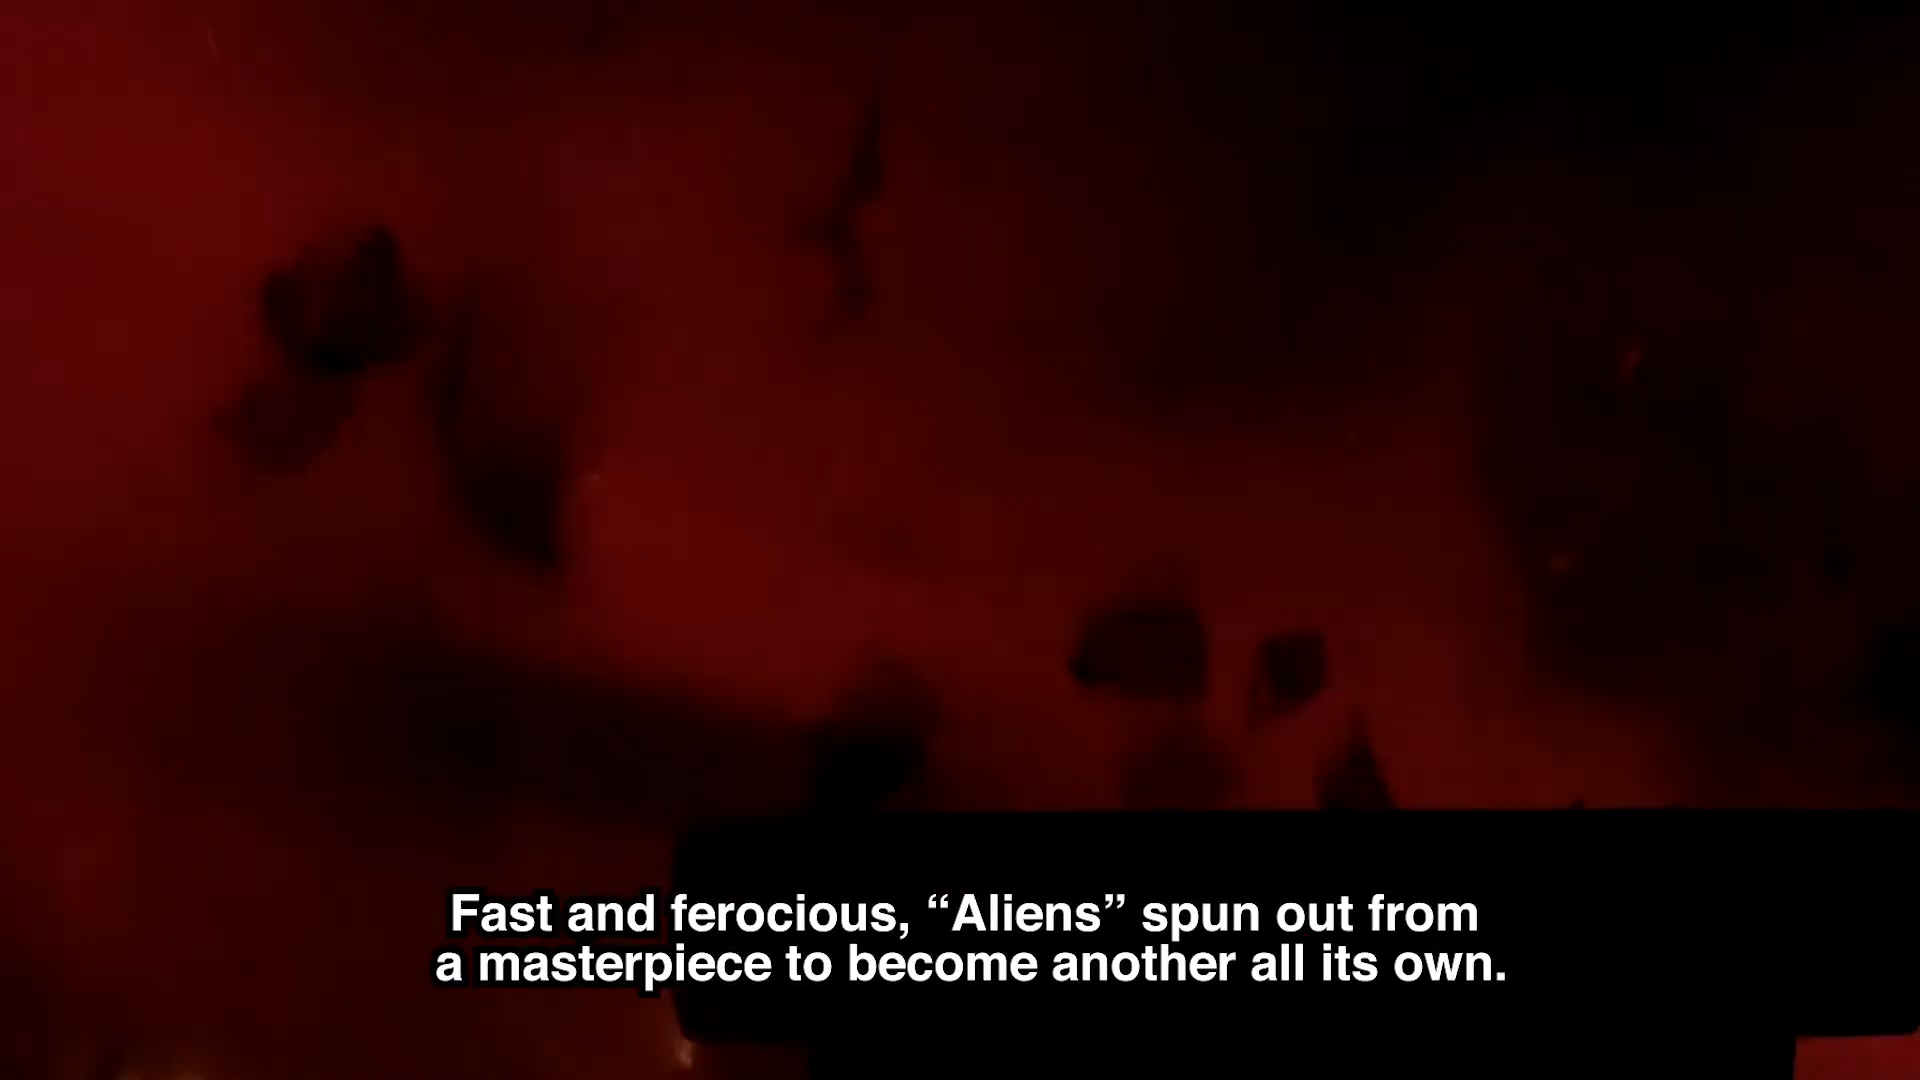 Fast and ferocious, “Aliens” spun out from
a masterpiece to become another all its own.